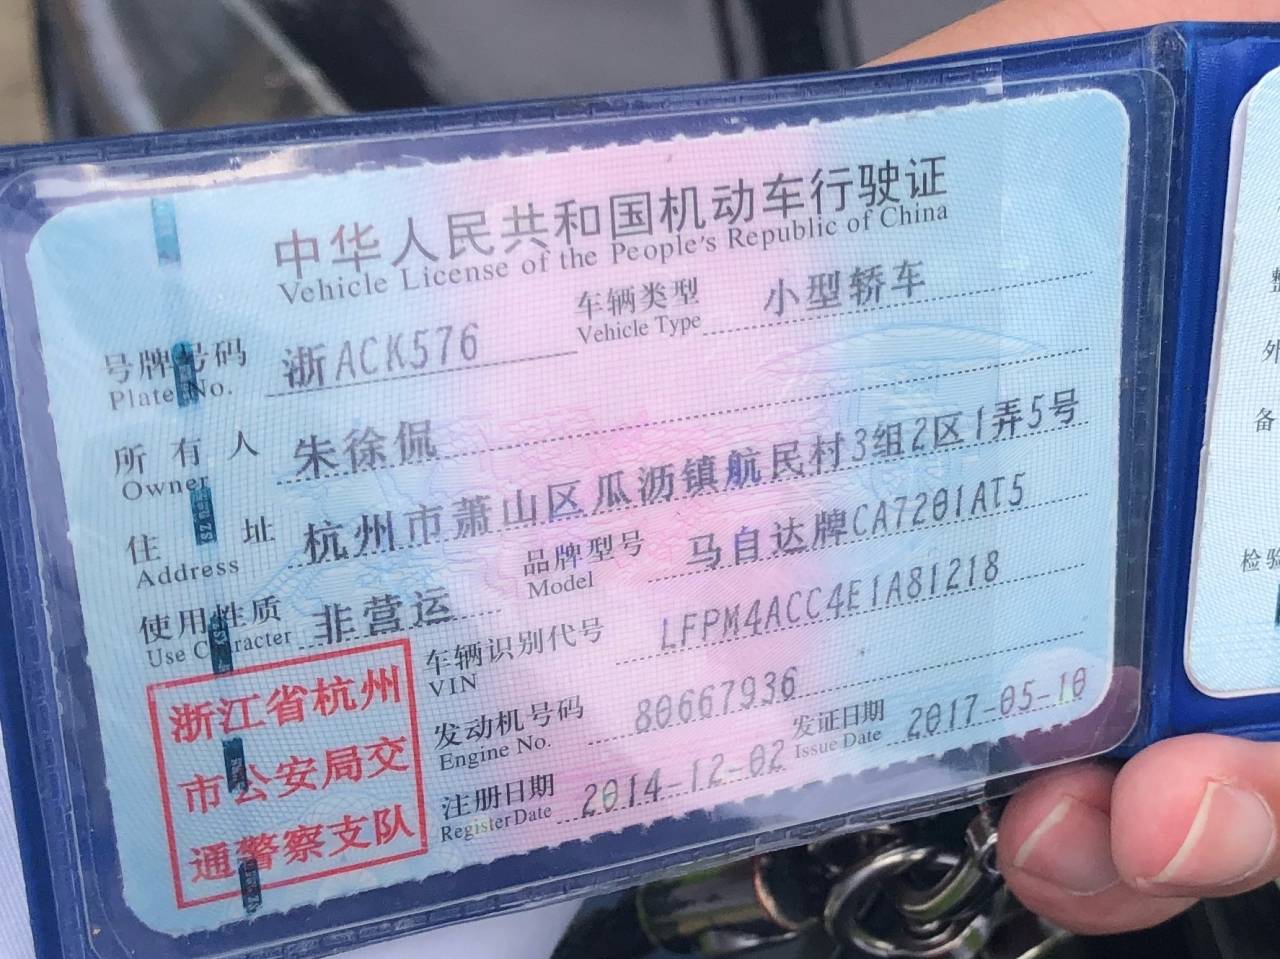 中华人民共和国机动车行驶证
Vehicle License of the People's Republic of China
号牌号码 浙ACK576 车辆类型 小型轿车
Plate No. Vehicle Type
所有人 朱徐侃
Owner
住址 杭州市萧山区瓜沥镇航民村3组2区1弄5号
Address
使用性质 非营运 品牌型号 马自达牌CA7201AT5
Use Character Model
车辆识别代号 LFPM4ACC4E1A81218
VIN
发动机号码 80667936 发证日期 2017-05-10
Engine No. Issue Date
注册日期 2014-12-02
Register Date
浙江省杭州
市公安局交
通警察支队
外
备
检验